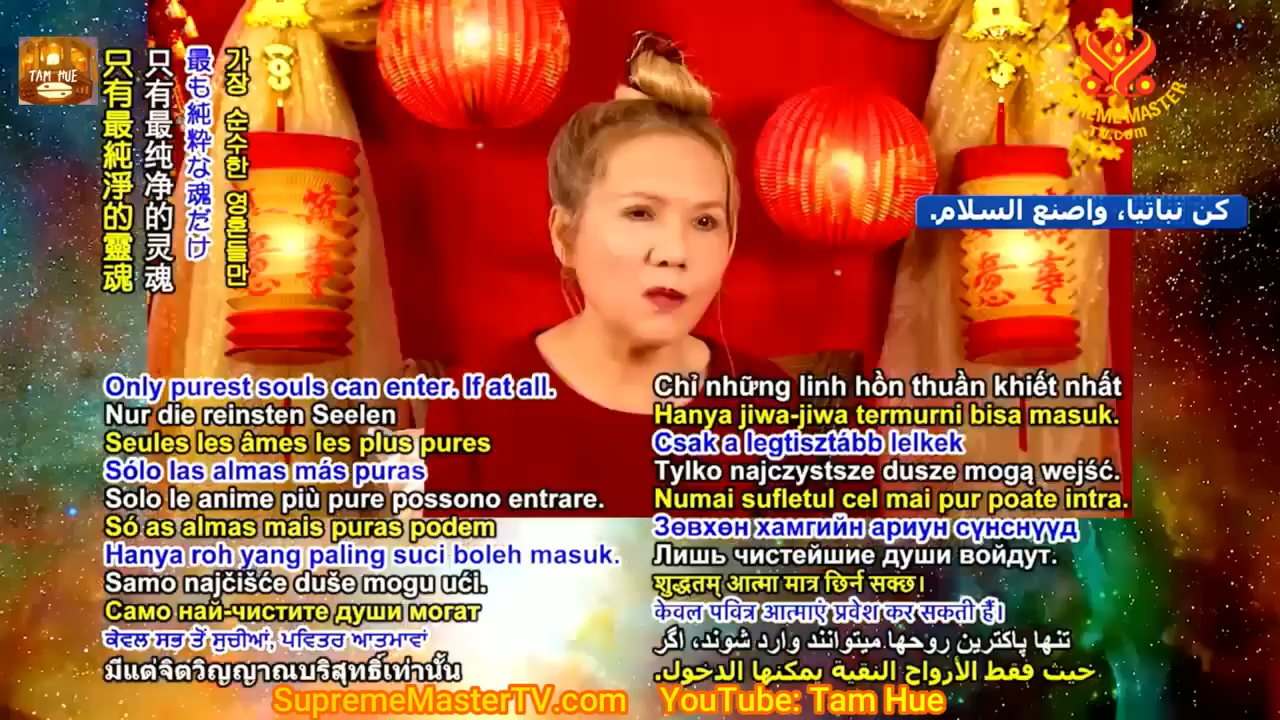 TAM HUE
只有最純淨的靈魂
只有最纯净的灵魂
最も純粋な魂だけ
가장 순수한 영혼들만
SUPREME MASTER
TV.com
كن نباتيا، واصنع السلام.
Only purest souls can enter. If at all.
Nur die reinsten Seelen
Seules les âmes les plus pures
Sólo las almas más puras
Solo le anime più pure possono entrare.
Só as almas mais puras podem
Hanya roh yang paling suci boleh masuk.
Samo najčišće duše mogu ući.
Само най-чистите души могат
ਕੇਵਲ ਸਭ ਤੋਂ ਸੁਚੀਆਂ, ਪਵਿਤਰ ਆਤਮਾਵਾਂ
มีแต่จิตวิญญาณบริสุทธิ์เท่านั้น
Chỉ những linh hồn thuần khiết nhất
Hanya jiwa-jiwa termurni bisa masuk.
Csak a legtisztább lelkek
Tylko najczystsze dusze mogą wejść.
Numai sufletul cel mai pur poate intra.
Зөвхөн хамгийн ариун сүнснүүд
Лишь чистейшие души войдут.
शुद्धतम् आत्मा मात्र छिर्न सक्छ।
केवल पवित्र आत्माएं प्रवेश कर सकती हैं।
تنها پاکترین روحها میتوانند وارد شوند، اگر
حيث فقط الأرواح النقية يمكنها الدخول.
SupremeMasterTV.com YouTube: Tam Hue